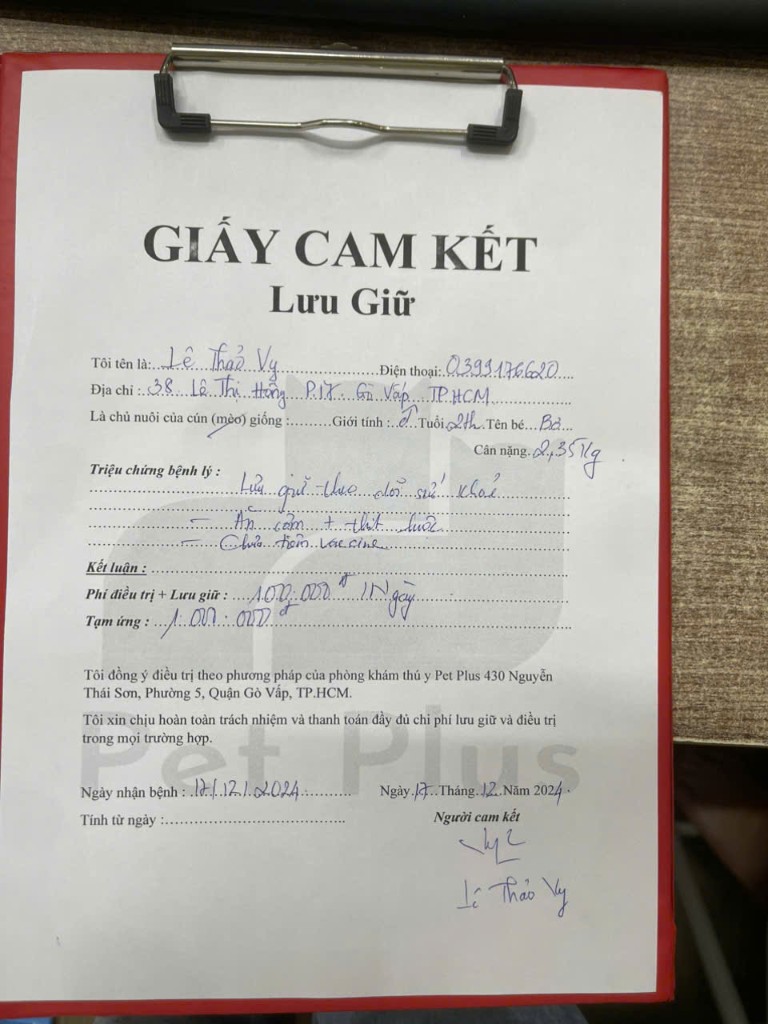 GIẤY CAM KẾT
Lưu Giữ
Tôi tên là: Lê Thảo Vy Điện thoại: 0399176620
Địa chỉ: 38 Lê Thị Hồng P.17 Gò Vấp TP.HCM
Là chủ nuôi của cún (mèo) giống: Giới tính: ♂ Tuổi 2th Tên bé
Cân nặng. 2,35Kg
Triệu chứng bệnh lý :
Lưu giữ theo dõi sức khoẻ
- Ăn cơm + thịt
- Chưa tiêm vaccine
Kết luận :
Phí điều trị + Lưu giữ : 100.000đ /Ngày
Tạm ứng : 1.000.000đ
Tôi đồng ý điều trị theo phương pháp của phòng khám thú y Pet Plus 430 Nguyễn
Thái Sơn, Phường 5, Quận Gò Vấp, TP.HCM.
Tôi xin chịu hoàn toàn trách nhiệm và thanh toán đầy đủ chi phí lưu giữ và điều trị
trong mọi trường hợp.
Pet Plus
Ngày nhận bệnh : 17/12/2024 Ngày 17 Tháng 12 Năm 2024
Tính từ ngày : Người cam kết
Lê Thảo Vy